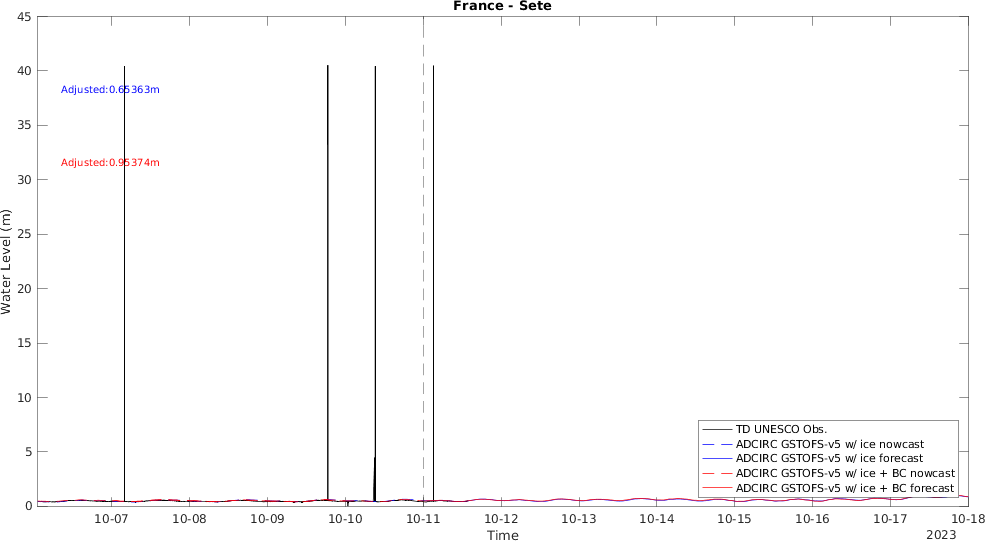 France - Sete
45
40
35
30
25
20
15
10
5
0
Water Level (m)
Adjusted:0.65363m
Adjusted:0.95374m
TD UNESCO Obs.
ADCIRC GSTOFS-v5 w/ ice nowcast
ADCIRC GSTOFS-v5 w/ ice forecast
ADCIRC GSTOFS-v5 w/ ice + BC nowcast
ADCIRC GSTOFS-v5 w/ ice + BC forecast
10-07 10-08 10-09 10-10 10-11 10-12 10-13 10-14 10-15 10-16 10-17 10-18
Time
2023